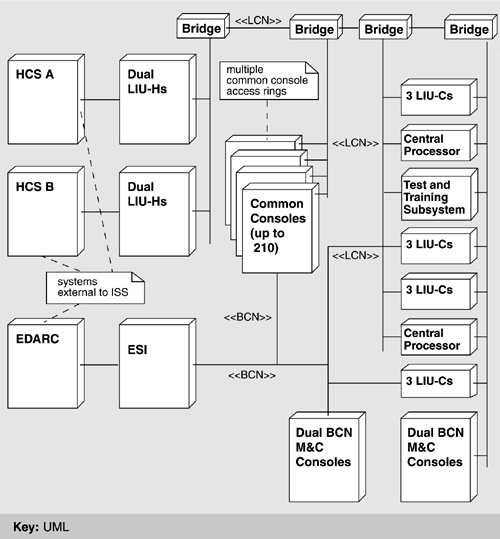 Bridge
<<LCN>>
Bridge
Bridge
Bridge
HCS A
Dual
LIU-Hs
multiple
common console
access rings
3 LIU-Cs
<<LCN>>
Central
Processor
HCS B
Dual
LIU-Hs
Common
Consoles
(up to
210)
Test and
Training
Subsystem
3 LIU-Cs
<<LCN>>
systems
external to ISS
3 LIU-Cs
<<BCN>>
EDARC
ESI
Central
Processor
<<BCN>>
3 LIU-Cs
Dual BCN
M&C
Consoles
Dual BCN
M&C
Consoles
Key: UML